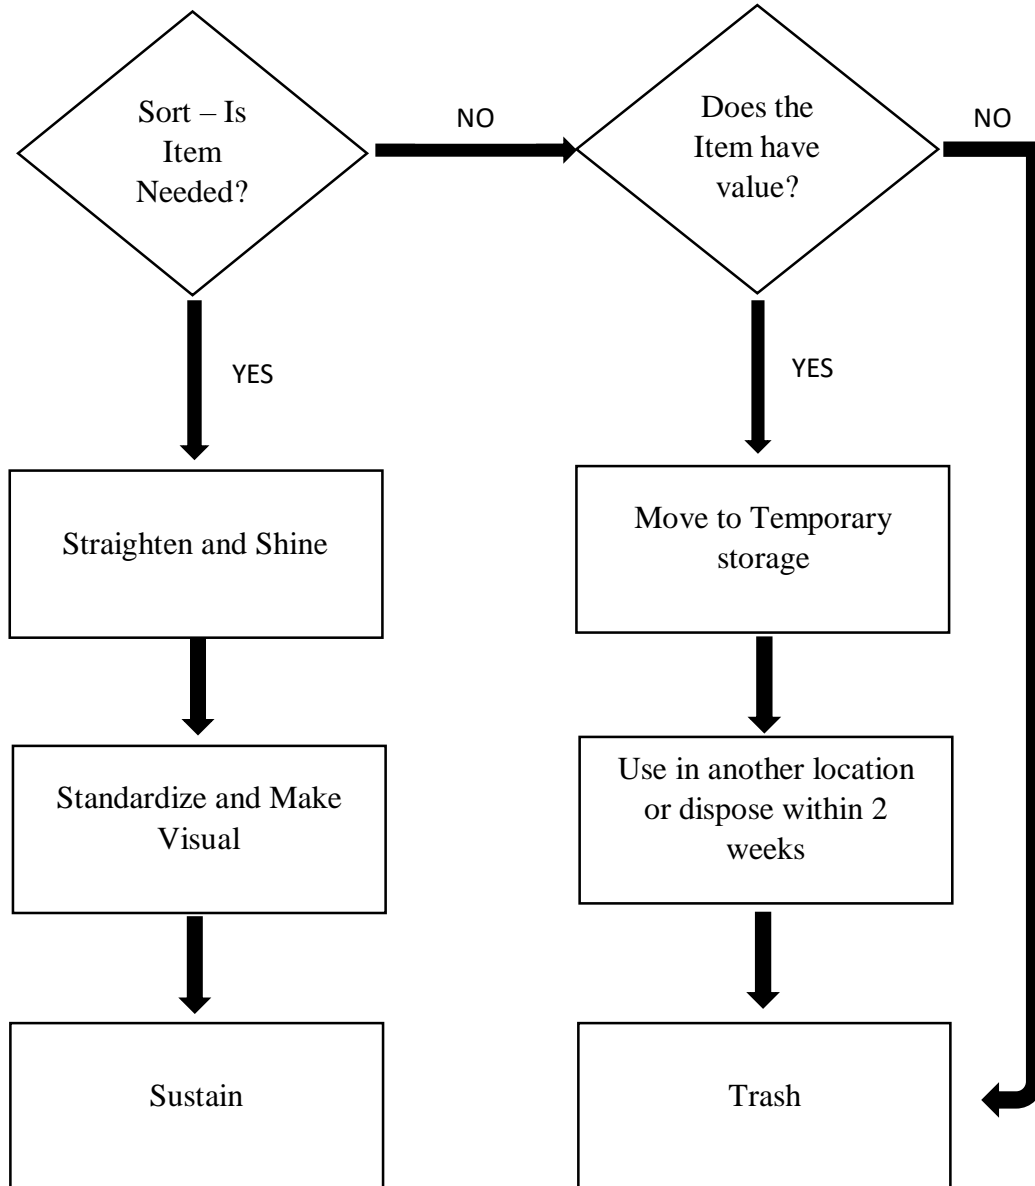 Sort – Is
Item
Needed?
NO
Does the
Item have
value?
NO
YES
YES
Straighten and Shine
Move to Temporary
storage
Standardize and Make
Visual
Use in another location
or dispose within 2
weeks
Sustain
Trash